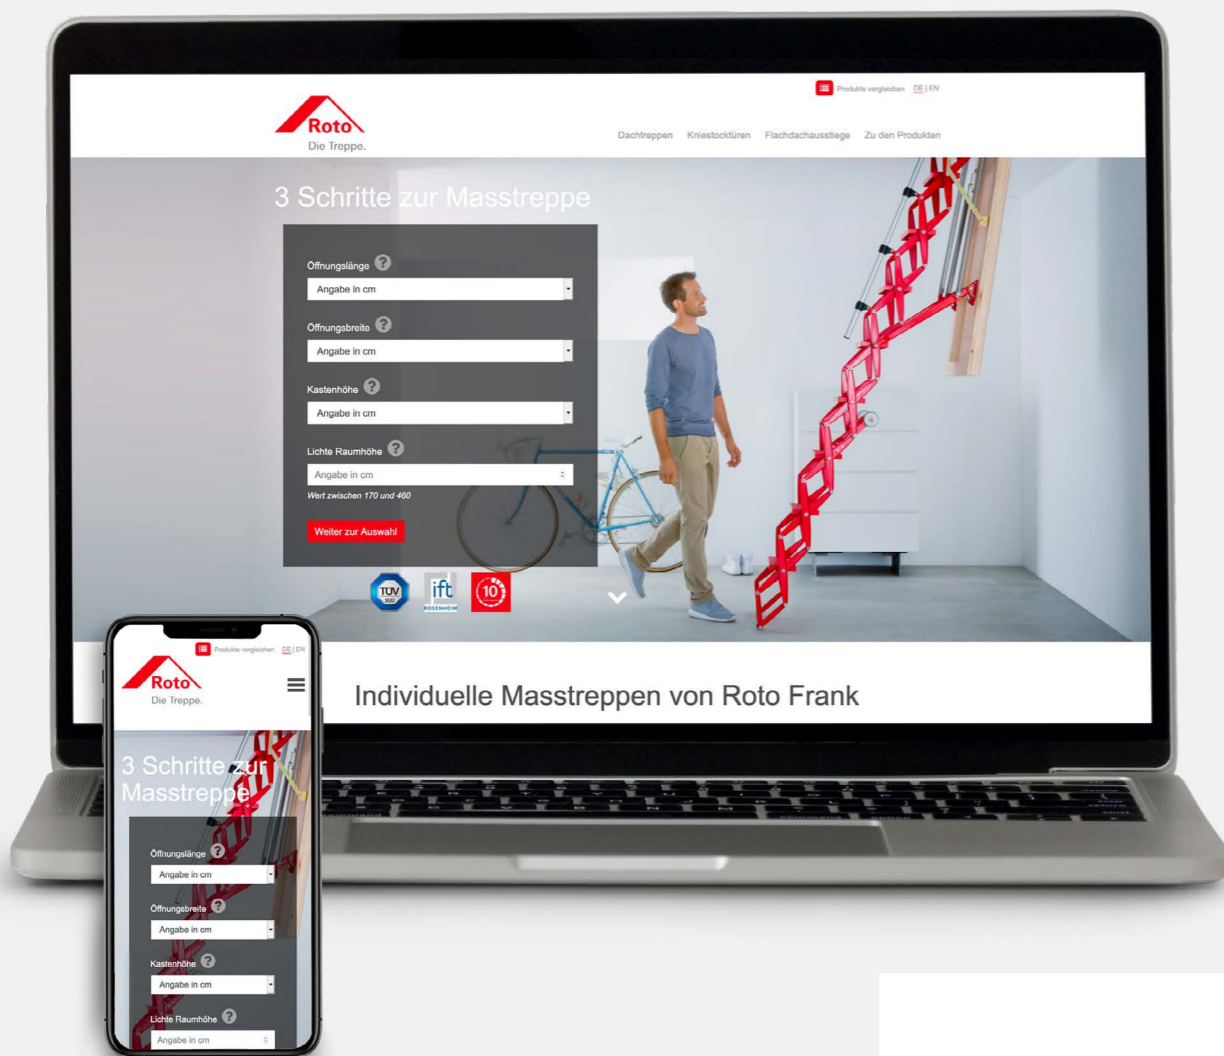 Produkte vergleichen DE | EN
Roto
Die Treppe.
Dachtreppen Kniestocktüren Flachdachausstiege Zu den Produkten
3 Schritte zur Masstreppe
Öffnungslänge ?
Angabe in cm
Öffnungsbreite ?
Angabe in cm
Kastenhöhe ?
Angabe in cm
Lichte Raumhöhe ?
Angabe in cm
Wert zwischen 170 und 460
Weiter zur Auswahl
TÜV
SÜD
ift
ROSENHEIM
10
Individuelle Masstreppen von Roto Frank
Produkte vergleichen DE | EN
Roto
Die Treppe.
3 Schritte zur
Masstreppe
Öffnungslänge ?
Angabe in cm
Öffnungsbreite ?
Angabe in cm
Kastenhöhe ?
Angabe in cm
Lichte Raumhöhe ?
Angabe in cm